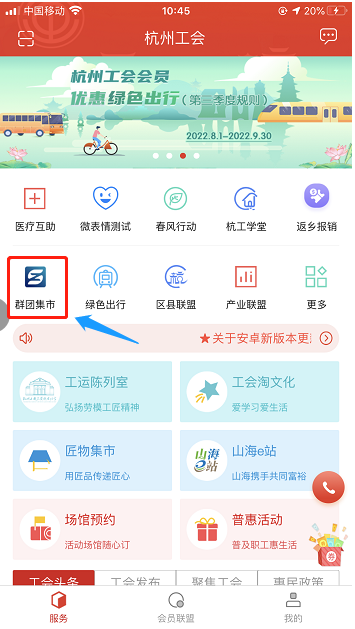 中国移动
10:45
20%
杭州工会
杭州工会会员
优惠绿色出行(第三季度规则)
2022.8.1—2022.9.30
医疗互助
微表情测试
春风行动
杭工学堂
返乡报销
群团集市
绿色出行
区县联盟
产业联盟
更多
★关于安卓新版本更
工运陈列室
弘扬劳模工匠精神
工会淘文化
爱学习爱生活
匠物集市
用匠品传递匠心
山海e站
山海e站
山海携手共同富裕
场馆预约
活动场馆随心订
普惠活动
普及职工惠生活
券
工会头条
工会发布
聚焦工会
惠民政策
服务
会员联盟
我的